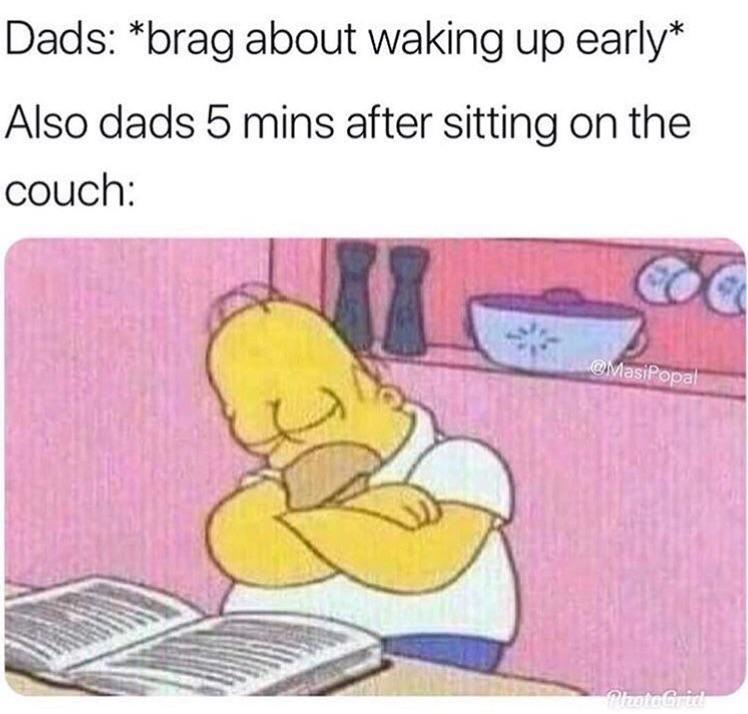 Dads: *brag about waking up early*
Also dads 5 mins after sitting on the
couch:
@MasiPopal
PhotoGrid